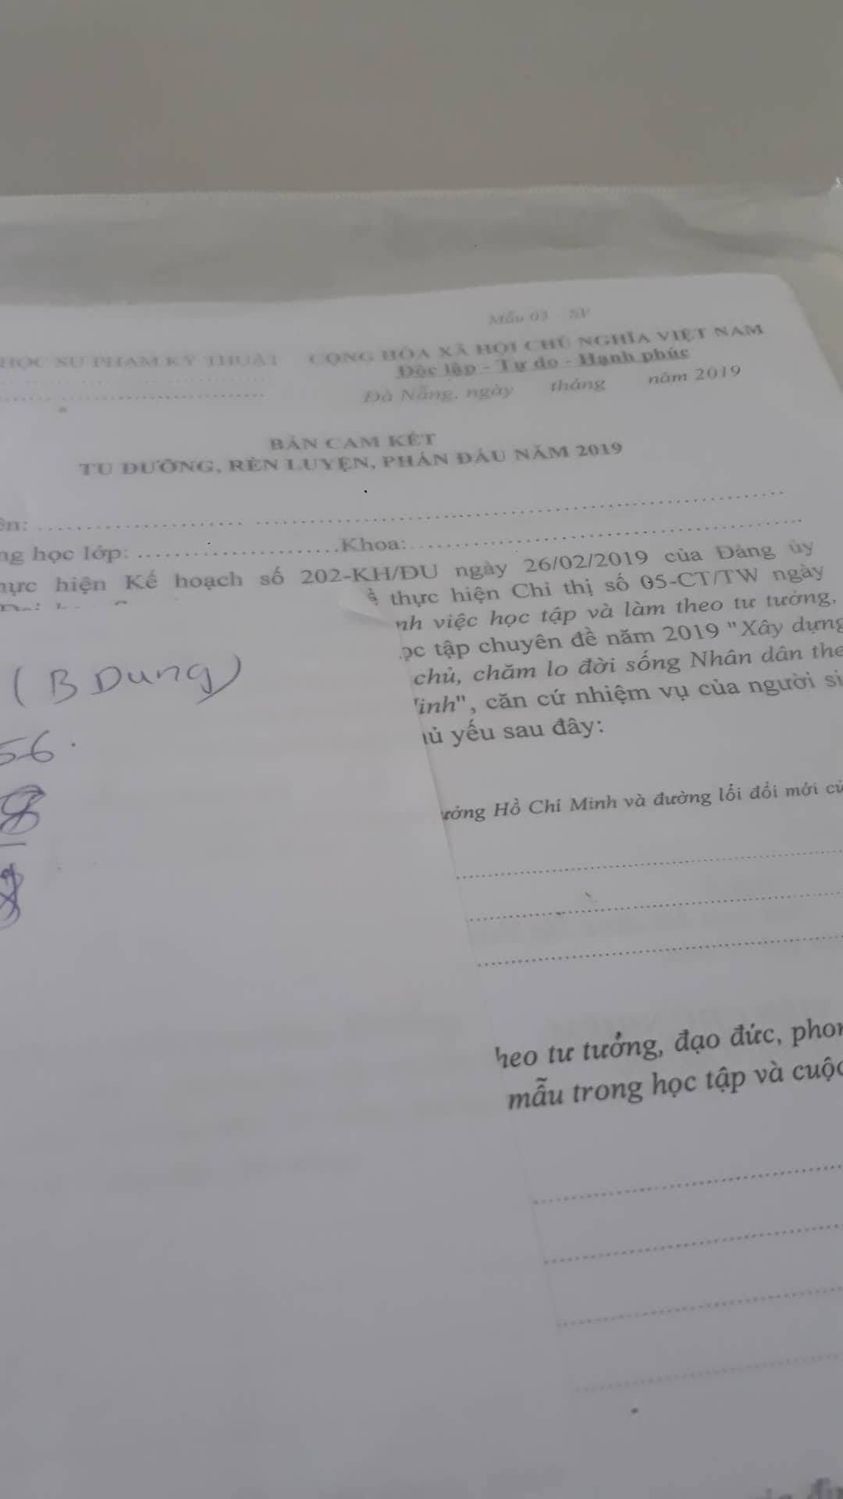 Mẫu 03 - SV
HỌC SƯ PHẠM KỸ THUẬT CỘNG HÒA XÃ HỘI CHỦ NGHĨA VIỆT NAM
Độc lập - Tự do - Hạnh phúc
Đà Nẵng, ngày tháng năm 2019
BẢN CAM KẾT
TU DƯỠNG, RÈN LUYỆN, PHẤN ĐẤU NĂM 2019
ên:
ng học lớp: Khoa:
hực hiện Kế hoạch số 202-KH/ĐU ngày 26/02/2019 của Đảng ủy
thực hiện Chỉ thị số 05-CT/TW ngày
nh việc học tập và làm theo tư tưởng,
ọc tập chuyên đề năm 2019 "Xây dựng
(B Dung)
chủ, chăm lo đời sống Nhân dân the
inh", căn cứ nhiệm vụ của người si
56.
hủ yếu sau đây:
ưởng Hồ Chí Minh và đường lối đổi mới củ
heo tư tưởng, đạo đức, phon
mẫu trong học tập và cuộc